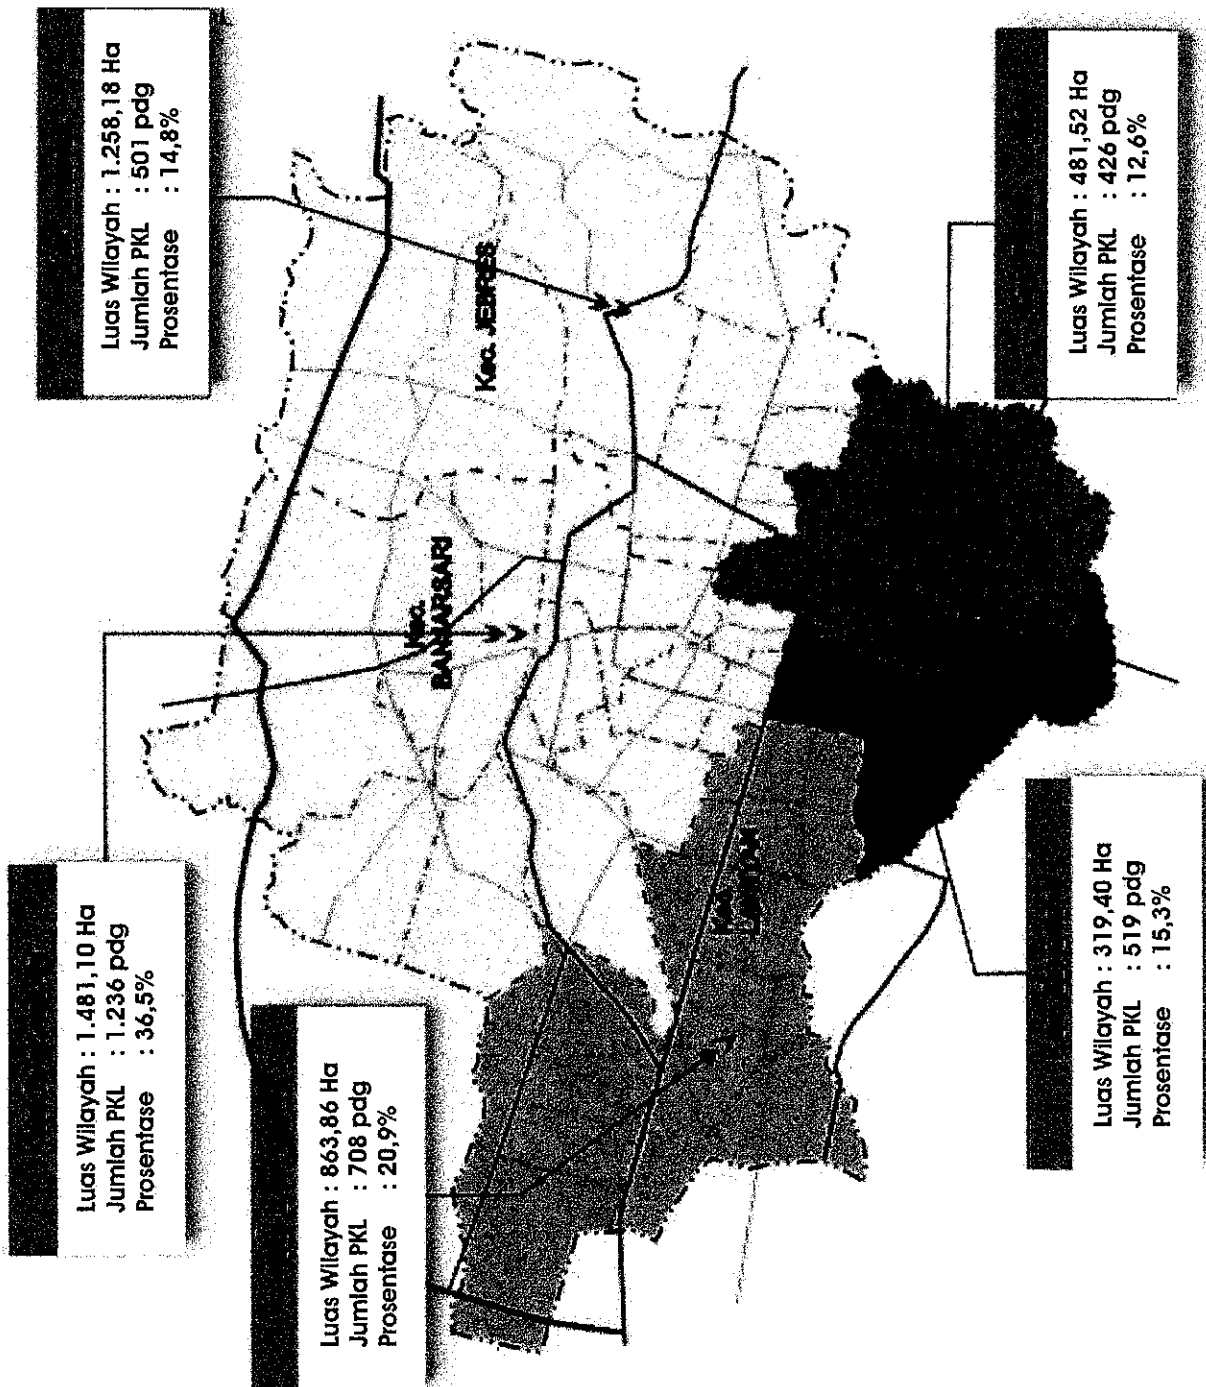 Luas Wilayah : 1.481,10 Ha
Jumlah PKL : 1.236 pdg
Prosentase : 36,5%
Luas Wilayah : 863,86 Ha
Jumlah PKL : 708 pdg
Prosentase : 20,9%
Luas Wilayah : 1.258,18 Ha
Jumlah PKL : 501 pdg
Prosentase : 14,8%
Kec.
BANJARSARI
Kec. JEBRES
Kec.
Luas Wilayah : 319,40 Ha
Jumlah PKL : 519 pdg
Prosentase : 15,3%
Luas Wilayah : 481,52 Ha
Jumlah PKL : 426 pdg
Prosentase : 12,6%